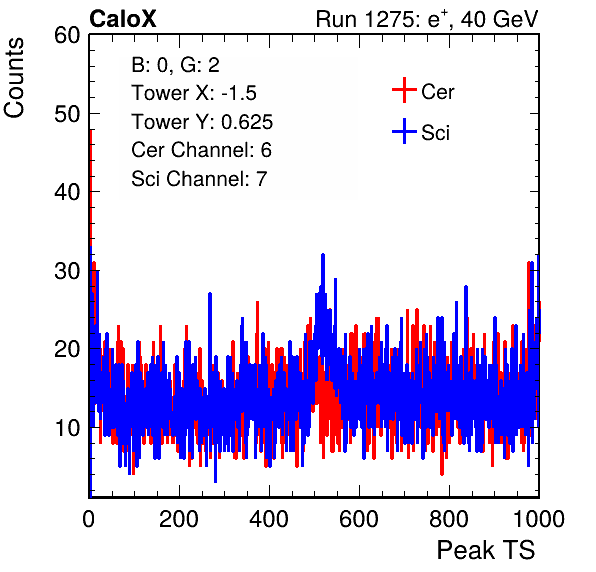 CaloX
Run 1275: e+, 40 GeV
Counts
60
50
40
30
20
10
B: 0, G: 2
Tower X: -1.5
Tower Y: 0.625
Cer Channel: 6
Sci Channel: 7
Cer
Sci
0 200 400 600 800 1000
Peak TS